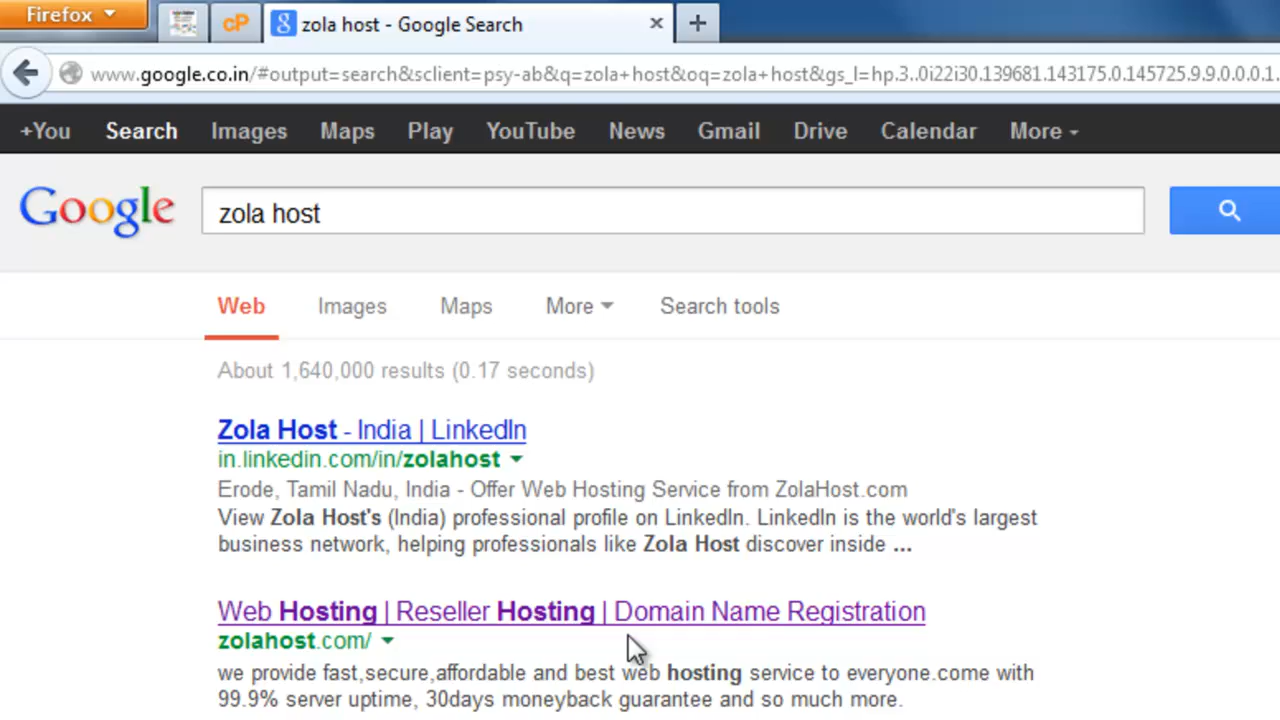 Firefox
cP
8 zola host - Google Search × +
www.google.co.in/#output=search&sclient=psy-ab&q=zola+host&oq=zola+host&gs_l=hp.3..0i22i30.139681.143175.0.145725.9.9.0.0.0.1.
+You Search Images Maps Play YouTube News Gmail Drive Calendar More
Google zola host
Web Images Maps More Search tools
About 1,640,000 results (0.17 seconds)
Zola Host - India | LinkedIn
in.linkedin.com/in/zolahost
Erode, Tamil Nadu, India - Offer Web Hosting Service from ZolaHost.com
View Zola Host's (India) professional profile on LinkedIn. LinkedIn is the world's largest
business network, helping professionals like Zola Host discover inside ...
Web Hosting | Reseller Hosting | Domain Name Registration
zolahost.com/
we provide fast,secure,affordable and best web hosting service to everyone.come with
99.9% server uptime, 30days moneyback guarantee and so much more.